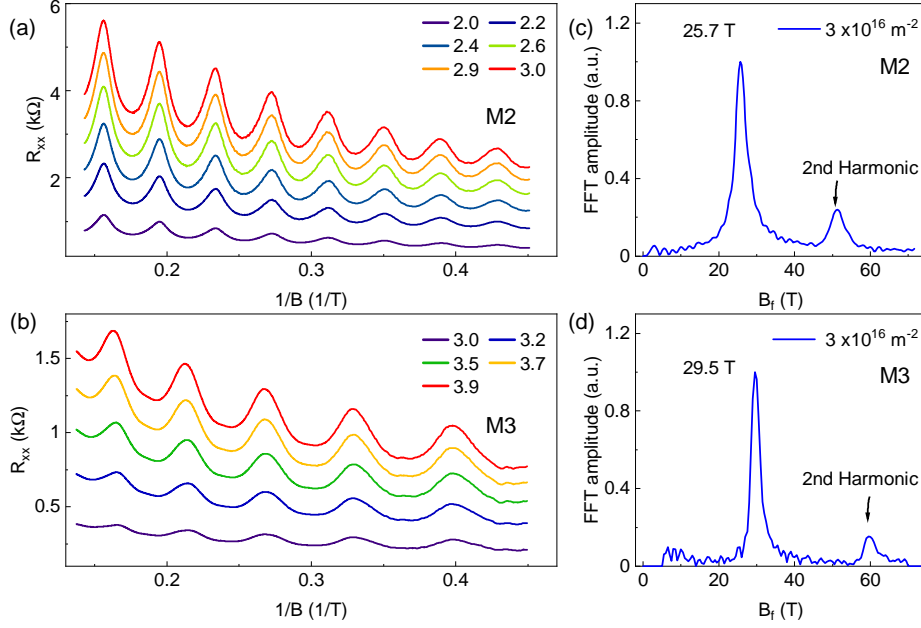 (a)
6
4
2
R_xx (kΩ)
2.0 2.2
2.4 2.6
2.9 3.0
M2
0.2 0.3 0.4
1/B (1/T)
(c)
1.2
0.8
0.4
0
FFT amplitude (a.u.)
25.7 T
3 x10^16 m^-2
M2
2nd Harmonic
0 20 40 60
B_f (T)
(b)
1.5
1
0.5
R_xx (kΩ)
3.0 3.2
3.5 3.7
3.9
M3
0.2 0.3 0.4
1/B (1/T)
(d)
1.2
0.8
0.4
0
FFT amplitude (a.u.)
29.5 T
3 x10^16 m^-2
M3
2nd Harmonic
0 20 40 60
B_f (T)